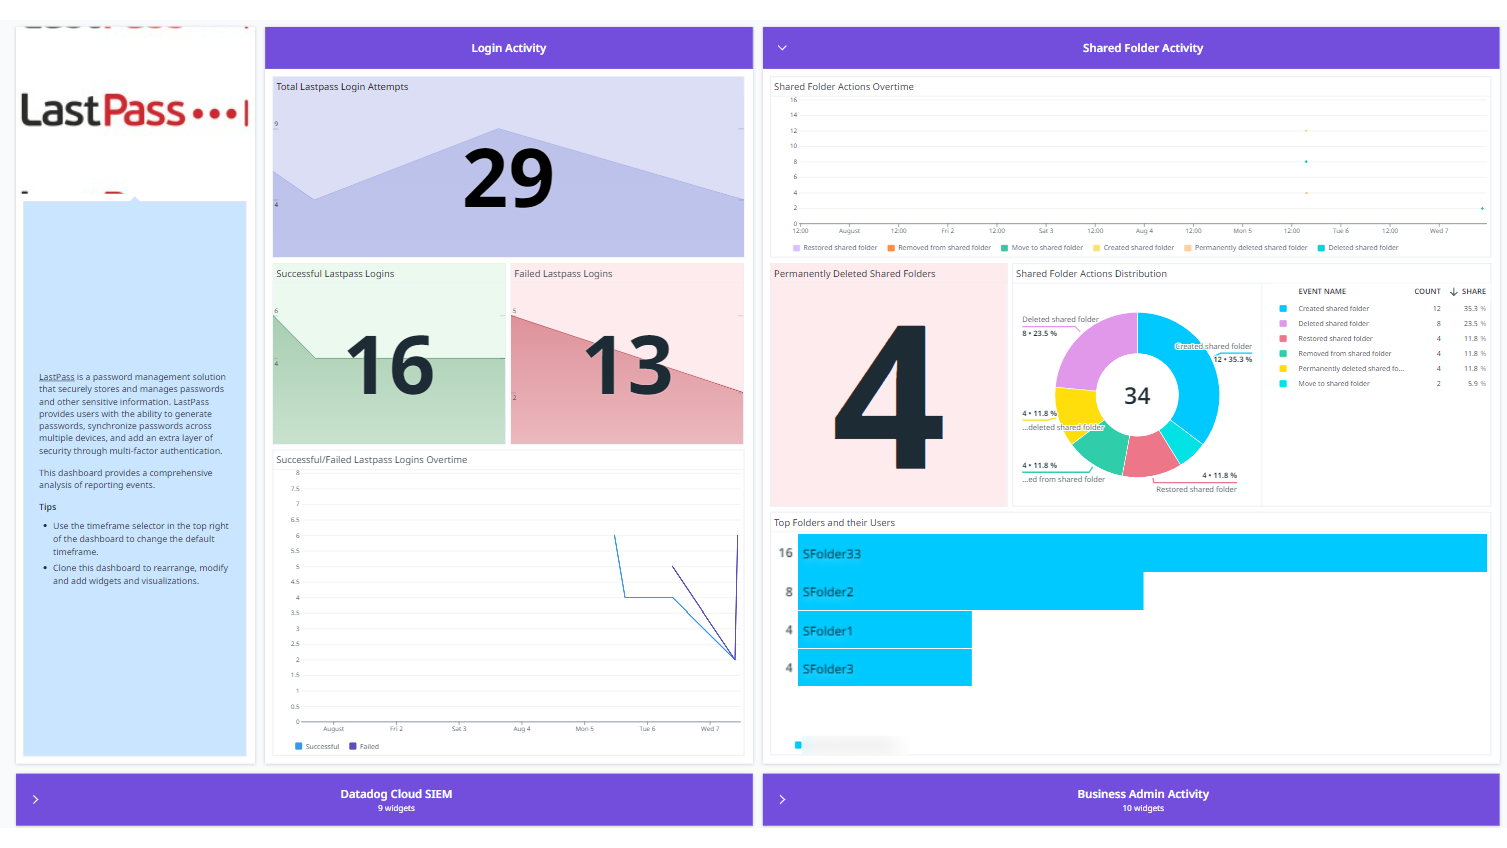 LastPass
LastPass is a password management solution
that securely stores and manages passwords
and other sensitive information. LastPass
provides users with the ability to generate
passwords, synchronize passwords across
multiple devices, and add an extra layer of
security through multi-factor authentication.
This dashboard provides a comprehensive
analysis of reporting events.
Tips
• Use the timeframe selector in the top right
of the dashboard to change the default
timeframe.
• Clone this dashboard to rearrange, modify
and add widgets and visualizations.
Login Activity
Total Lastpass Login Attempts
9
29
4
Successful Lastpass Logins
6
16
4
Failed Lastpass Logins
5
13
2
Successful/Failed Lastpass Logins Overtime
8
7.5
7
6.5
6
5.5
5
4.5
4
3.5
3
2.5
2
1.5
1
0.5
0
August Fri 2 Sat 3 Aug 4 Mon 5 Tue 6 Wed 7
Successful Failed
Shared Folder Activity
Shared Folder Actions Overtime
16
14
12
10
8
6
4
2
0
12:00 August 12:00 Fri 2 12:00 Sat 3 12:00 Aug 4 12:00 Mon 5 12:00 Tue 6 12:00 Wed 7
Restored shared folder Removed from shared folder Move to shared folder Created shared folder Permanently deleted shared folder Deleted shared folder
Permanently Deleted Shared Folders
4
Shared Folder Actions Distribution
Deleted shared folder
8 • 23.5 %
Created shared folder
12 • 35.3 %
34
4 • 11.8 %
...deleted shared folder
4 • 11.8 %
...ed from shared folder
4 • 11.8 %
Restored shared folder
EVENT NAME COUNT ↓ SHARE
Created shared folder 12 35.3 %
Deleted shared folder 8 23.5 %
Restored shared folder 4 11.8 %
Removed from shared folder 4 11.8 %
Permanently deleted shared fo... 4 11.8 %
Move to shared folder 2 5.9 %
Top Folders and their Users
16 SFolder33
8 SFolder2
4 SFolder1
4 SFolder3
Datadog Cloud SIEM
9 widgets
Business Admin Activity
10 widgets